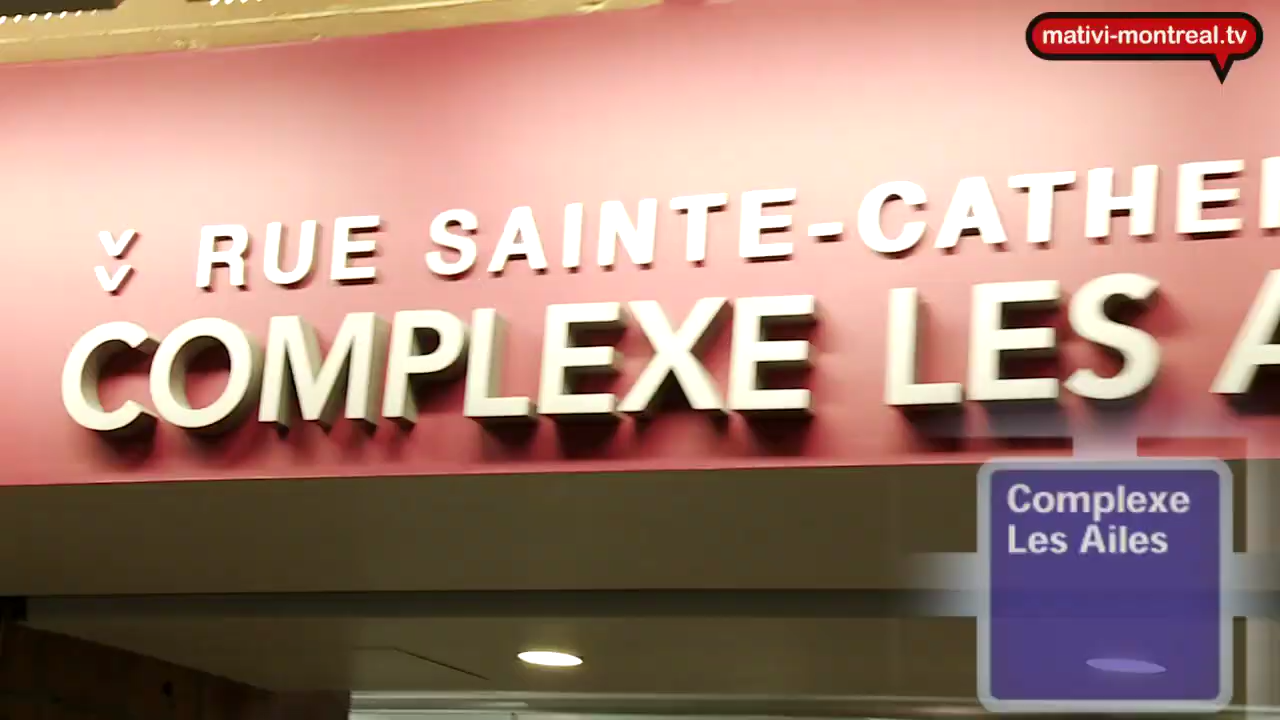 mativi-montreal.tv
RUE SAINTE-CATHE
COMPLEXE LES A
Complexe
Les Ailes